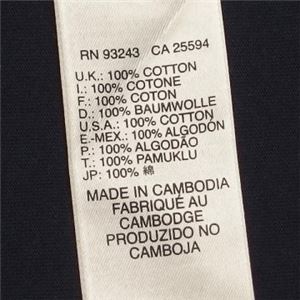 RN 93243 CA 25594
U.K.: 100% COTTON
I.: 100% COTONE
F.: 100% COTON
D.: 100% BAUMWOLLE
U.S.A.: 100% COTTON
E.-MEX.: 100% ALGODÓN
P.: 100% ALGODÃO
T.: 100% PAMUKLU
JP: 100% 綿
MADE IN CAMBODIA
FABRIQUÉ AU
CAMBODGE
PRODUZIDO NO
CAMBOJA